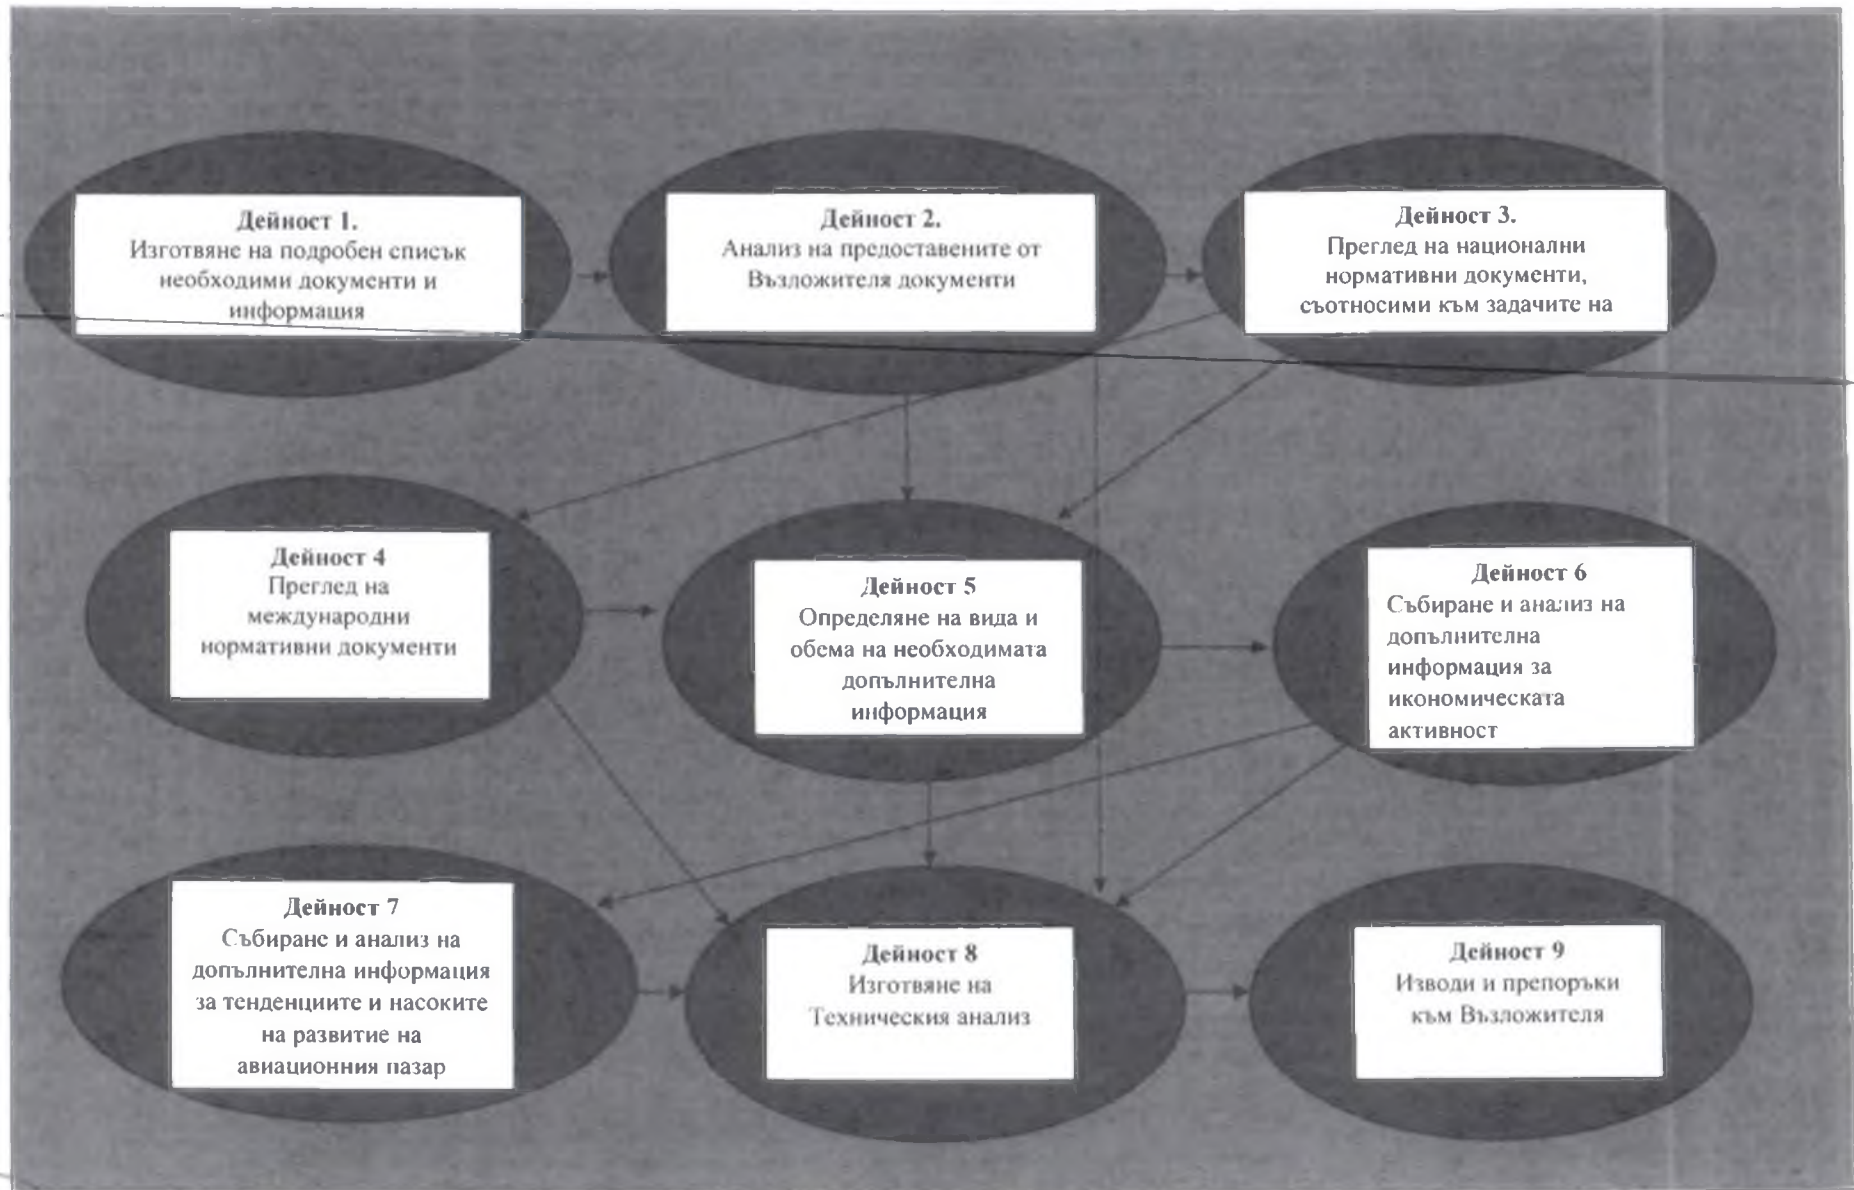 Дейност 1.
Изготвяне на подробен списък
необходими документи и
информация
Дейност 2.
Анализ на предоставените от
Възложителя документи
Дейност 3.
Преглед на национални
нормативни документи,
съотносими към задачите на
Дейност 4
Преглед на
международни
нормативни документи
Дейност 5
Определяне на вида и
обема на необходимата
допълнителна
информация
Дейност 6
Събиране и анализ на
допълнителна
информация за
икономическата
активност
Дейност 7
Събиране и анализ на
допълнителна информация
за тенденциите и насоките
на развитие на
авиационния пазар
Дейност 8
Изготвяне на
Техническия анализ
Дейност 9
Изводи и препоръки
към Възложителя